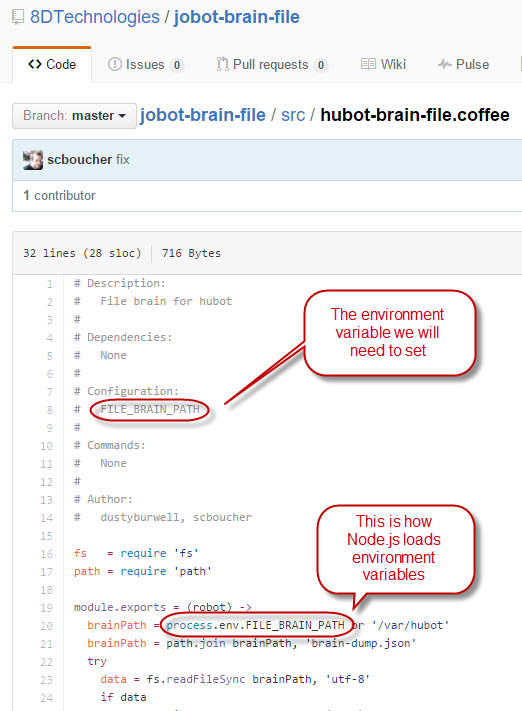 8DTechnologies / jobot-brain-file
Code
Issues 0
Pull requests 0
Wiki
Pulse
Branch: master
jobot-brain-file / src / hubot-brain-file.coffee
scboucher fix
1 contributor
32 lines (28 sloc) 716 Bytes
1 # Description:
2 #   File brain for hubot
3 #
4 # Dependencies:
5 #   None
6 #
7 # Configuration:
8 #   FILE_BRAIN_PATH
9 #
10 # Commands:
11 #   None
12 #
13 # Author:
14 #   dustyburwell, scboucher
15
16 fs   = require 'fs'
17 path = require 'path'
18
19 module.exports = (robot) ->
20   brainPath = process.env.FILE_BRAIN_PATH or '/var/hubot'
21   brainPath = path.join brainPath, 'brain-dump.json'
22   try
23     data = fs.readFileSync brainPath, 'utf-8'
24     if data
The environment
variable we will
need to set
This is how
Node.js loads
environment
variables